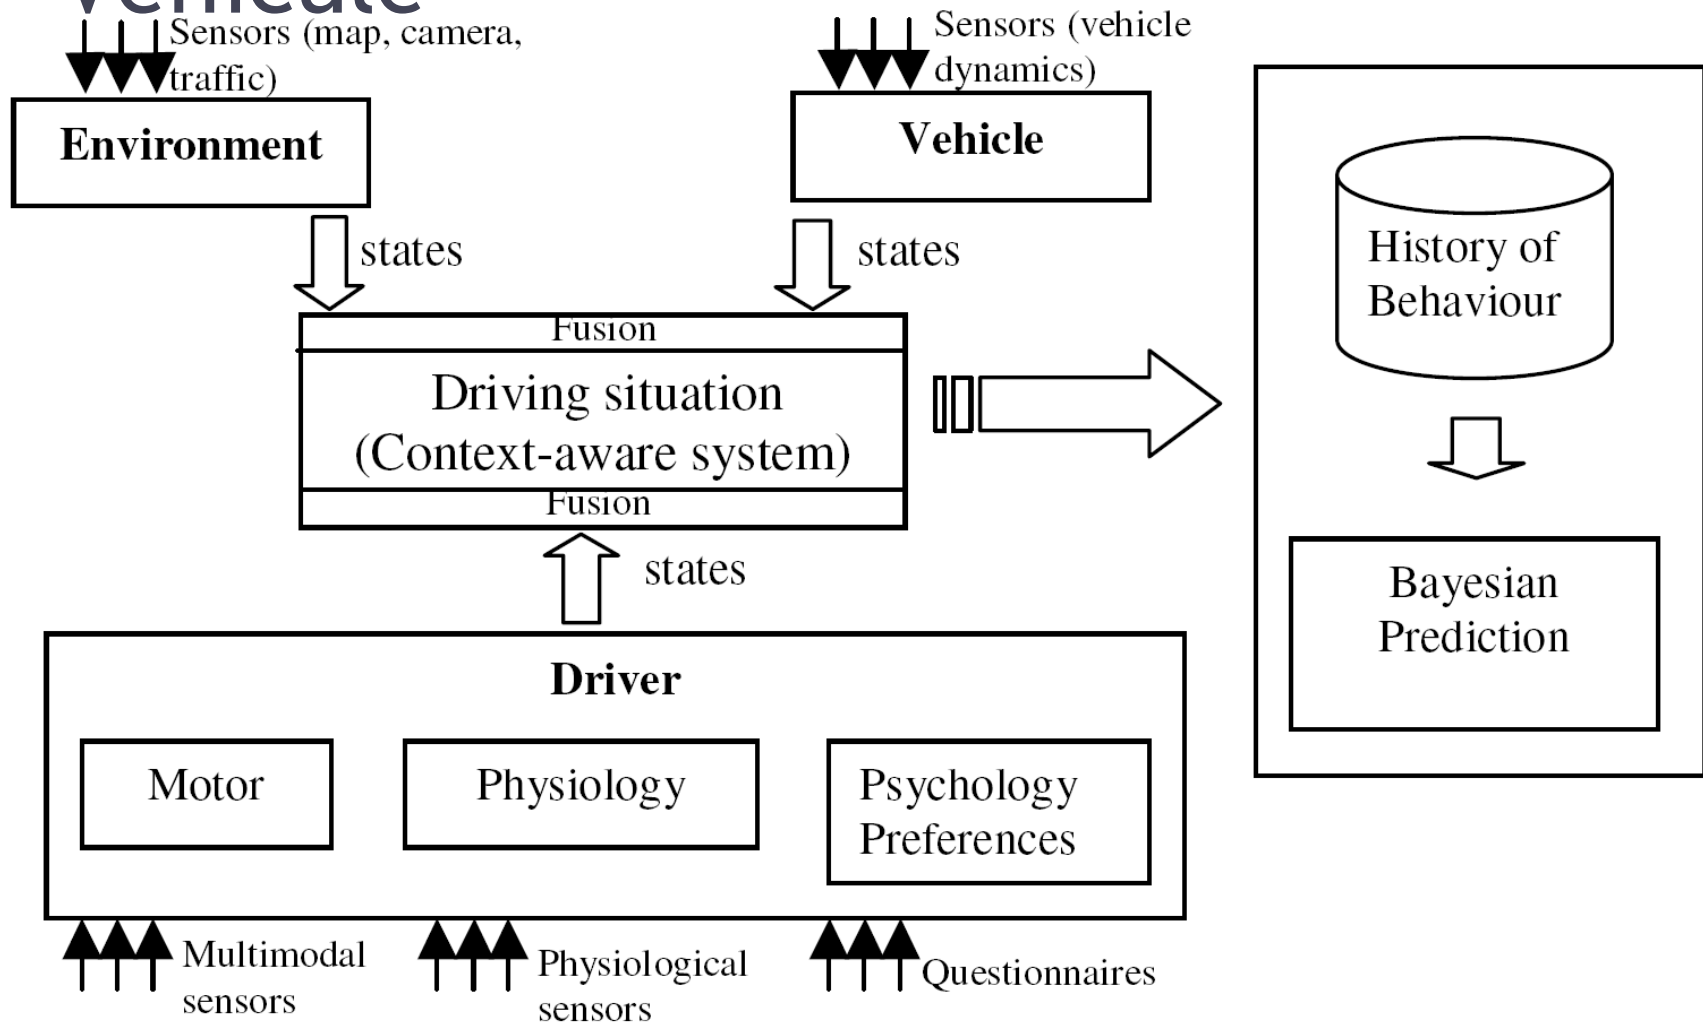 Sensors (map, camera,
traffic)
Environment
states
Sensors (vehicle
dynamics)
Vehicle
states
Fusion
Driving situation
(Context-aware system)
Fusion
states
Driver
Motor
Physiology
Psychology
Preferences
Multimodal
sensors
Physiological
sensors
Questionnaires
History of
Behaviour
Bayesian
Prediction